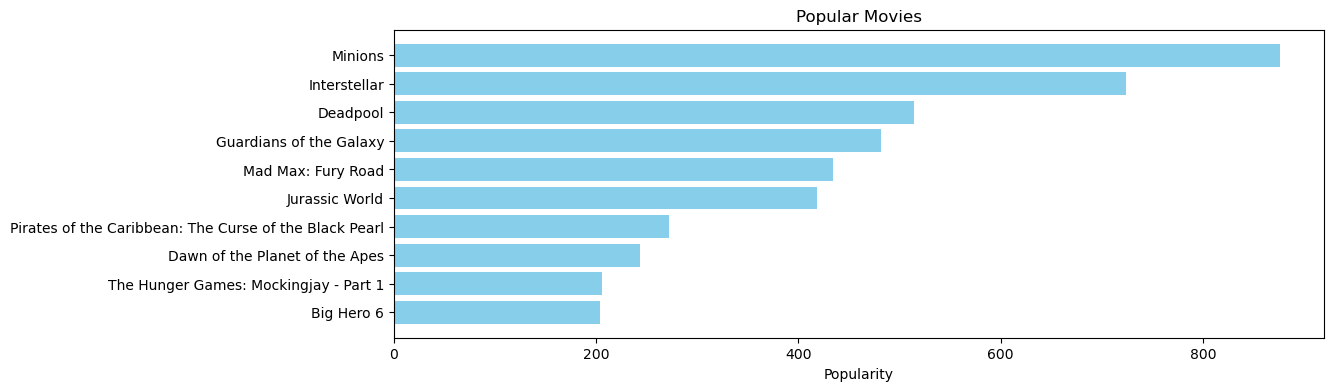 Popular Movies
Minions
Interstellar
Deadpool
Guardians of the Galaxy
Mad Max: Fury Road
Jurassic World
Pirates of the Caribbean: The Curse of the Black Pearl
Dawn of the Planet of the Apes
The Hunger Games: Mockingjay - Part 1
Big Hero 6
0 200 400 600 800
Popularity